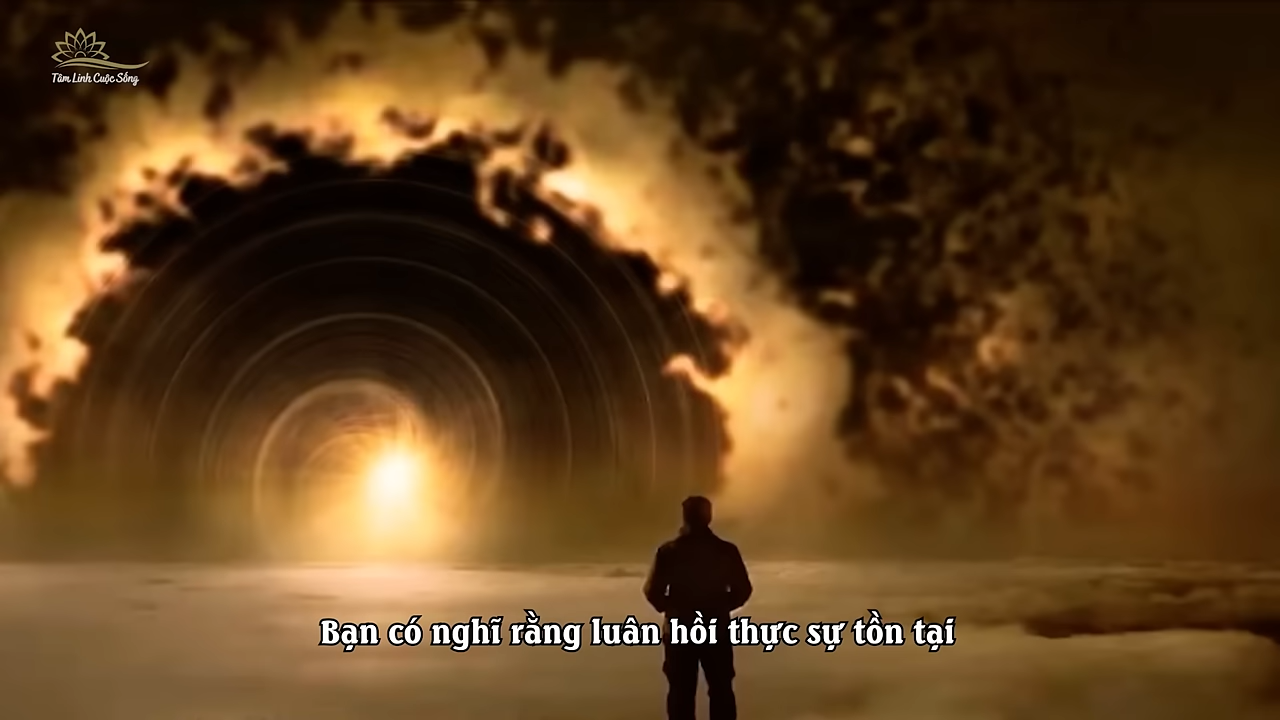 Tâm Linh Cuộc Sống
Bạn có nghĩ rằng luân hồi thực sự tồn tại